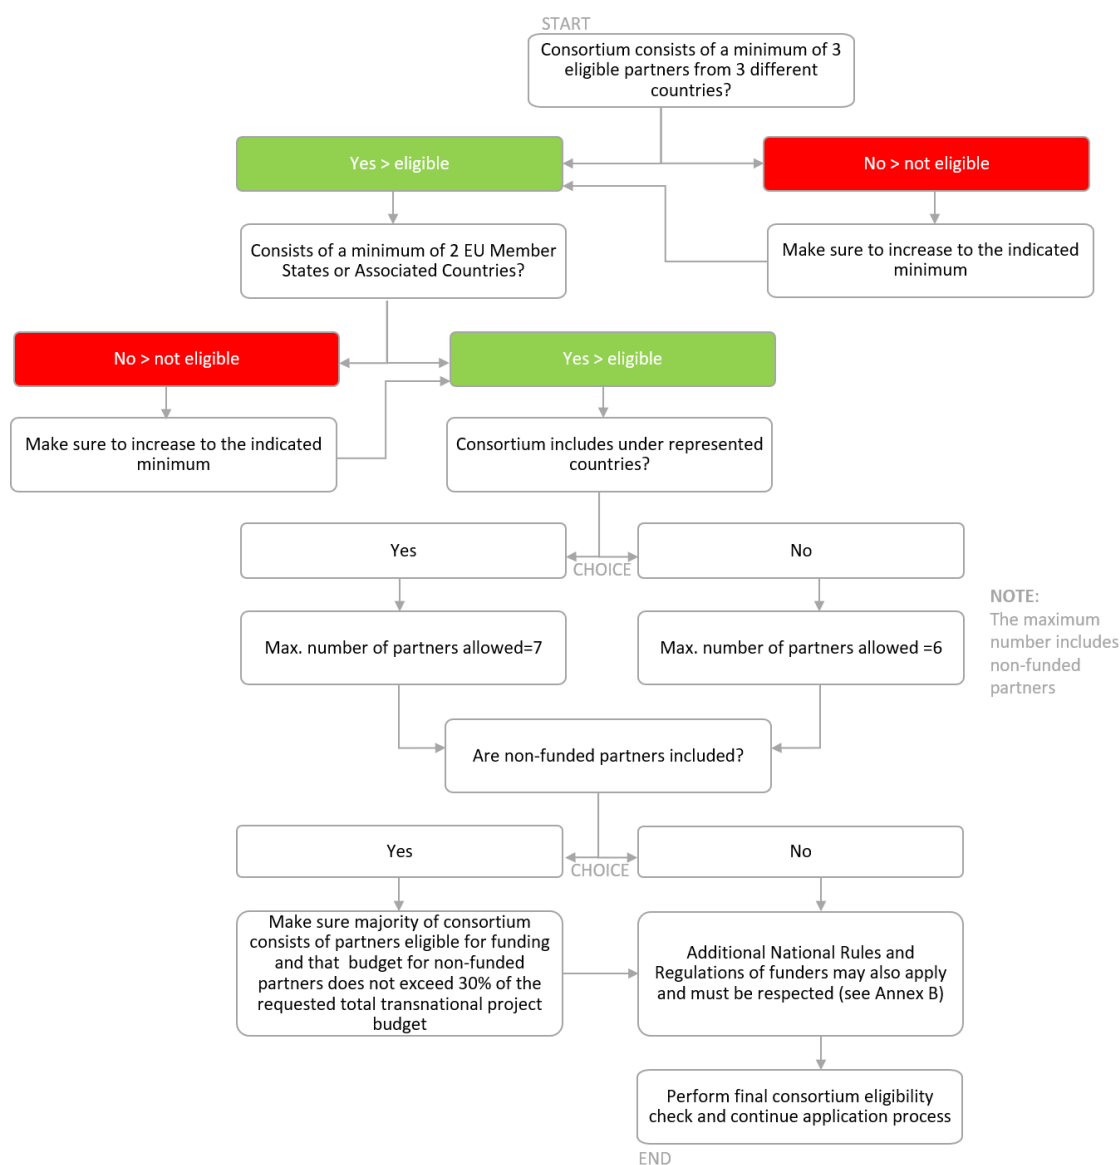 START
Consortium consists of a minimum of 3
eligible partners from 3 different
countries?
Yes > eligible
No > not eligible
Consists of a minimum of 2 EU Member
States or Associated Countries?
Make sure to increase to the indicated
minimum
No > not eligible
Yes > eligible
Make sure to increase to the indicated
minimum
Consortium includes under represented
countries?
Yes
No
CHOICE
NOTE:
The maximum
number includes
non-funded
partners
Max. number of partners allowed=7
Max. number of partners allowed =6
Are non-funded partners included?
Yes
No
CHOICE
Make sure majority of consortium
consists of partners eligible for funding
and that budget for non-funded
partners does not exceed 30% of the
requested total transnational project
budget
Additional National Rules and
Regulations of funders may also apply
and must be respected (see Annex B)
Perform final consortium eligibility
check and continue application process
END